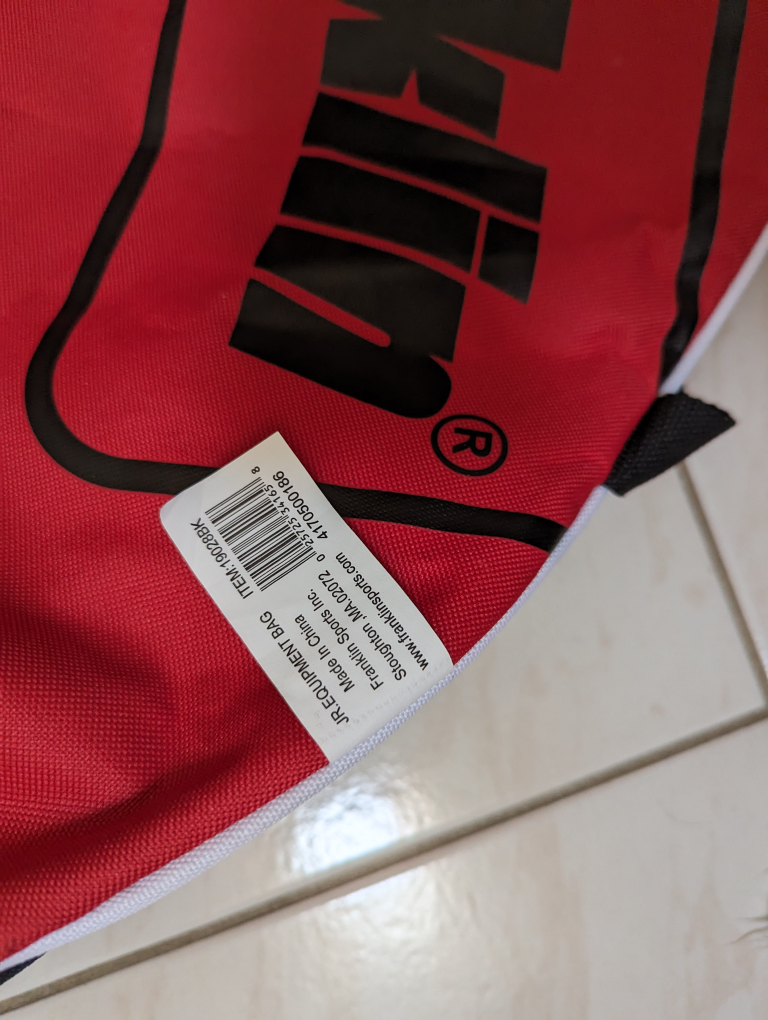 klin®
JR.EQUIPMENT BAG
Made In China
Franklin Sports Inc.
Stoughton ,MA.02072
www.franklinsports.com
ITEM:19028BK
0 25725 34165 8
4170500186